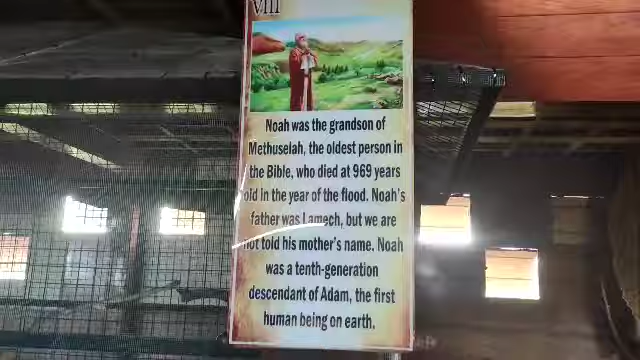 VIII
Noah was the grandson of
Methuselah, the oldest person in
the Bible, who died at 969 years
old in the year of the flood. Noah's
father was Lamech, but we are
not told his mother's name. Noah
was a tenth-generation
descendant of Adam, the first
human being on earth.